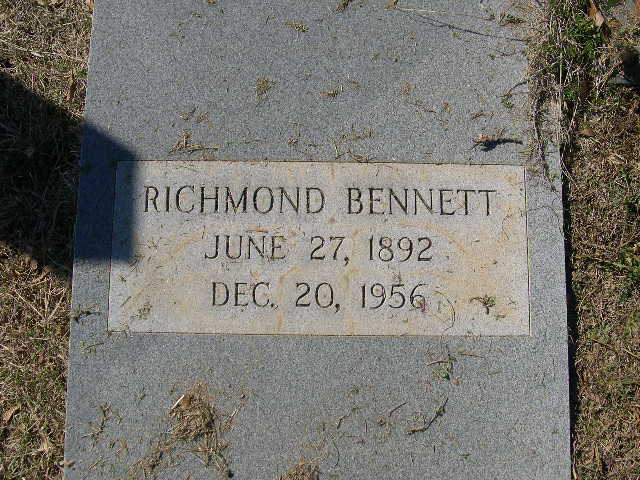 RICHMOND BENNETT
JUNE 27, 1892
DEC. 20, 1956